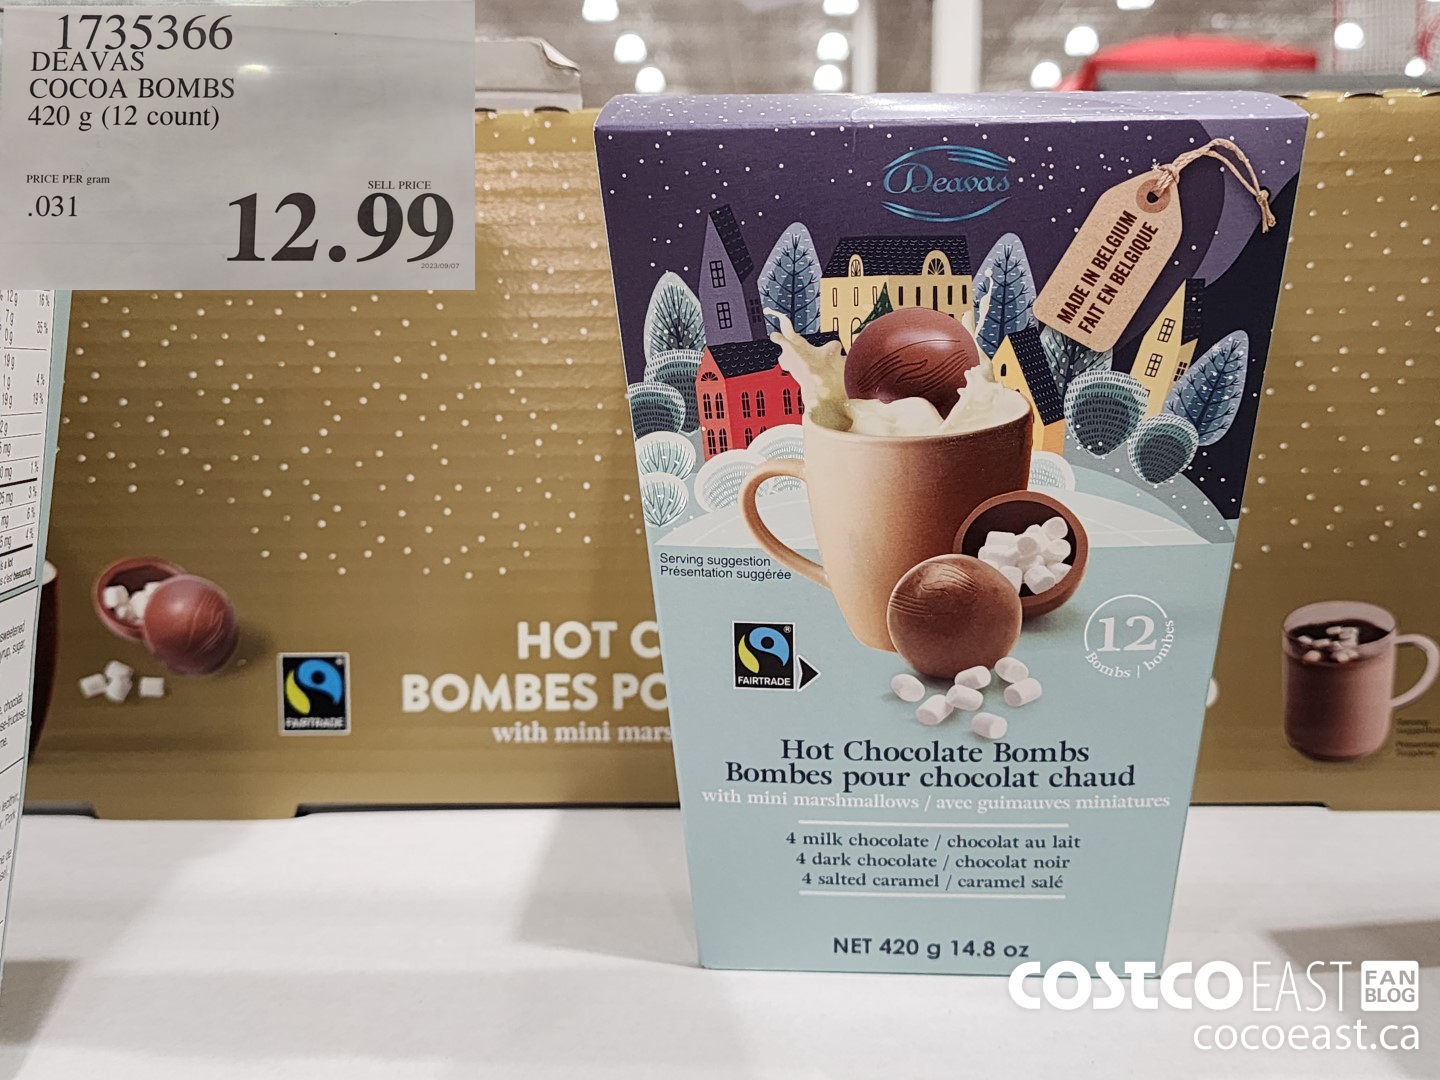 1735366
DEAVAS
COCOA BOMBS
420 g (12 count)
PRICE PER gram
.031
SELL PRICE
12.99
2023/09/07
Deavas
MADE IN BELGIUM
FAIT EN BELGIQUE
Serving suggestion
Présentation suggérée
FAIRTRADE
12
Bombs / bombes
Hot Chocolate Bombs
Bombes pour chocolat chaud
with mini marshmallows / avec guimauves miniatures
4 milk chocolate / chocolat au lait
4 dark chocolate / chocolat noir
4 salted caramel / caramel salé
NET 420 g 14.8 oz
HOT C
BOMBES PO
with mini mars
FAIRTRADE
COSTCO EAST FAN BLOG
cocoeast.ca